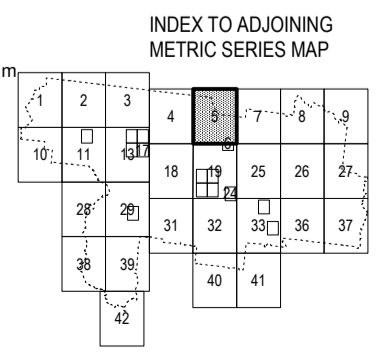 INDEX TO ADJOINING
METRIC SERIES MAP
m
1 2 3 4 5 7 8 9
6
10 11 13 17 18 19 25 26 27
24
28 29 31 32 33 36 37
38 39 40 41
42